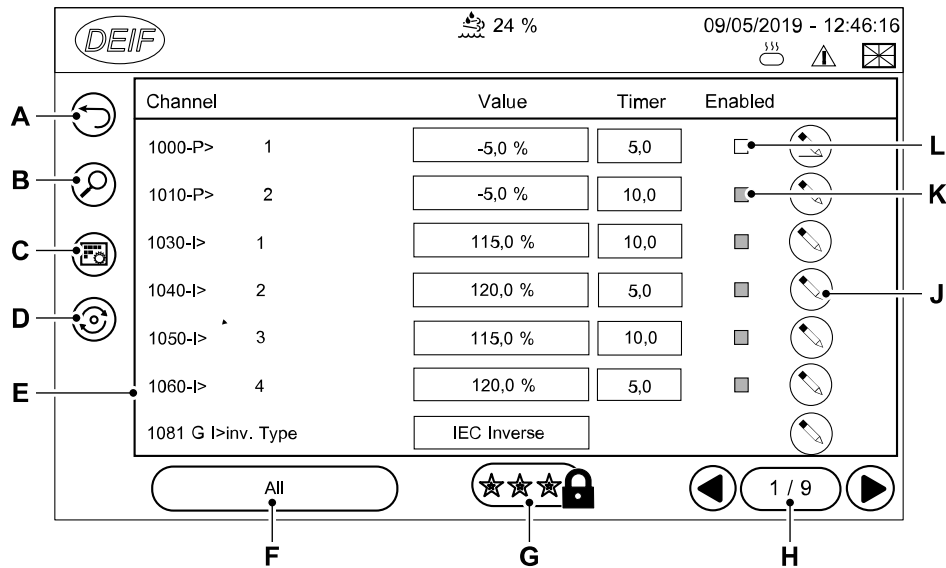 DEIF
24 %
09/05/2019 - 12:46:16
Channel Value Timer Enabled
A
1000-P> 1 -5,0 % 5,0
L
B
1010-P> 2 -5,0 % 10,0
K
C
1030-I> 1 115,0 % 10,0
1040-I> 2 120,0 % 5,0
J
D
1050-I> 3 115,0 % 10,0
E
1060-I> 4 120,0 % 5,0
1081 G I>inv. Type IEC Inverse
All
1 / 9
F
G
H